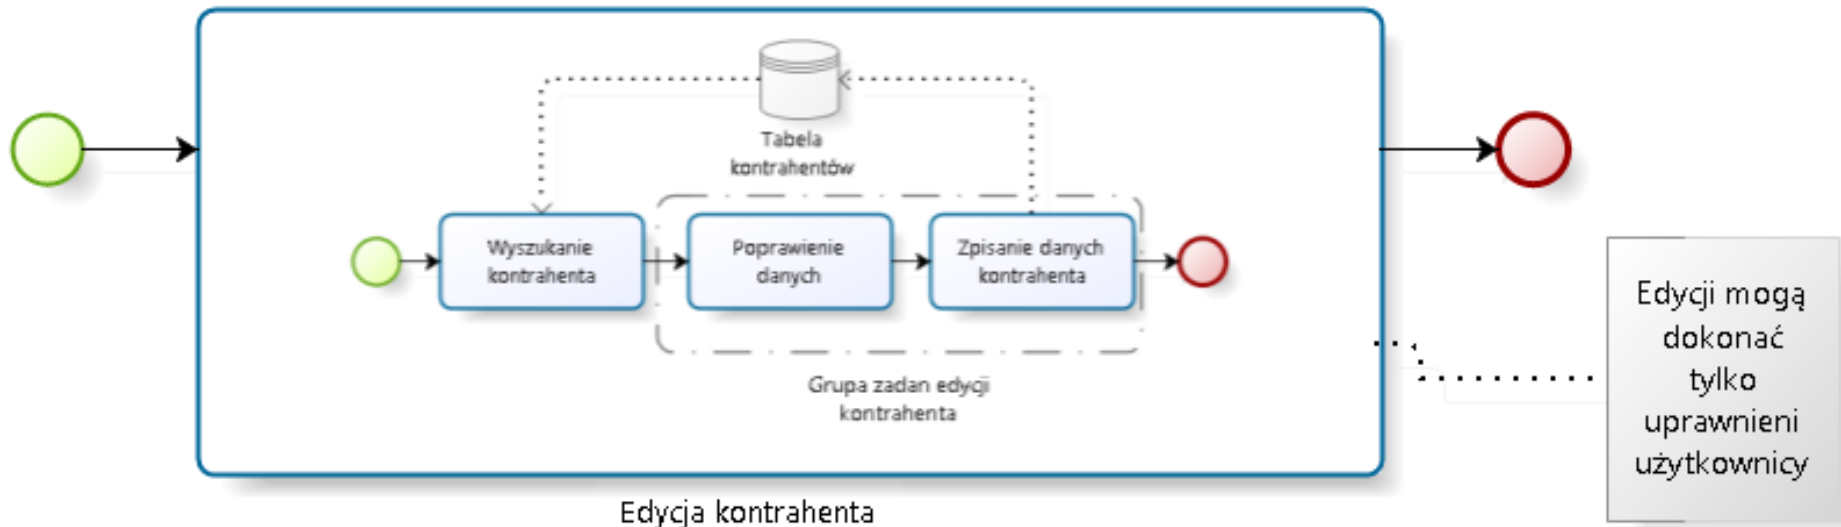 Tabela
kontrahentów
Wyszukanie
kontrahenta
Poprawienie
danych
Zpisanie danych
kontrahenta
Grupa zadan edycji
kontrahenta
Edycji mogą
dokonać
tylko
uprawnieni
użytkownicy
Edycja kontrahenta